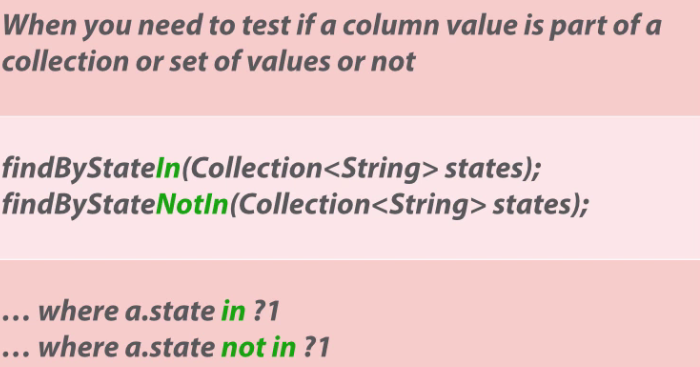 When you need to test if a column value is part of a
collection or set of values or not
findByStateIn(Collection<String> states);
findByStateNotIn(Collection<String> states);
... where a.state in ?1
... where a.state not in ?1